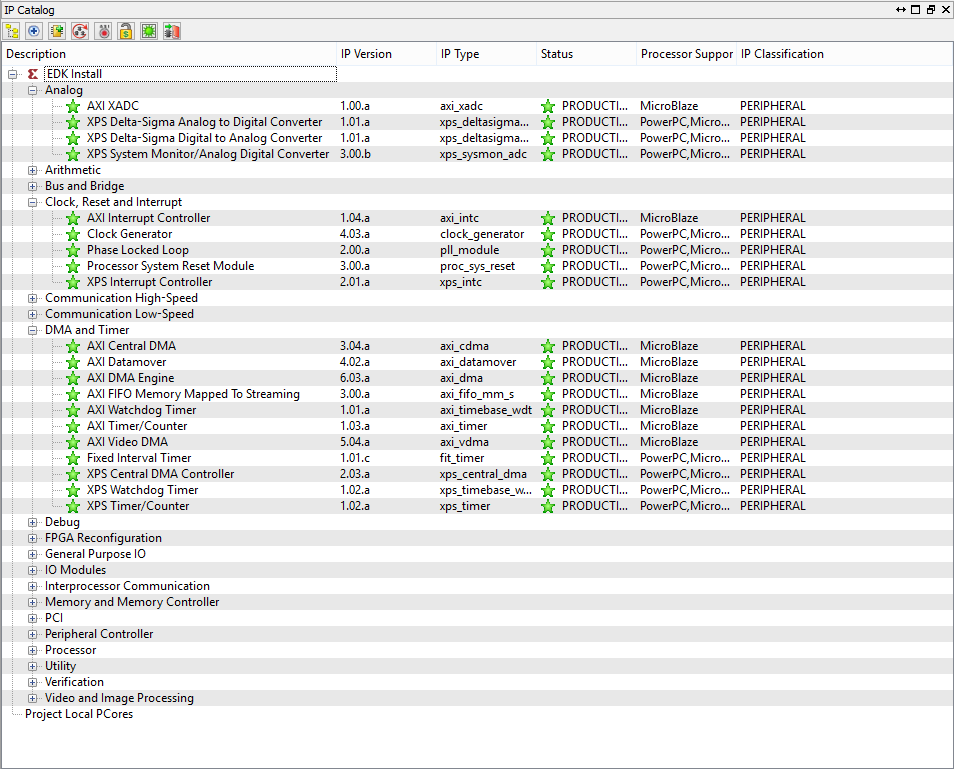 IP Catalog
Description IP Version IP Type Status Processor Suppor IP Classification
EDK Install
Analog
AXI XADC 1.00.a axi_xadc PRODUCTI... MicroBlaze PERIPHERAL
XPS Delta-Sigma Analog to Digital Converter 1.01.a xps_deltasigma... PRODUCTI... PowerPC,Micro... PERIPHERAL
XPS Delta-Sigma Digital to Analog Converter 1.01.a xps_deltasigma... PRODUCTI... PowerPC,Micro... PERIPHERAL
XPS System Monitor/Analog Digital Converter 3.00.b xps_sysmon_adc PRODUCTI... PowerPC,Micro... PERIPHERAL
Arithmetic
Bus and Bridge
Clock, Reset and Interrupt
AXI Interrupt Controller 1.04.a axi_intc PRODUCTI... MicroBlaze PERIPHERAL
Clock Generator 4.03.a clock_generator PRODUCTI... PowerPC,Micro... PERIPHERAL
Phase Locked Loop 2.00.a pll_module PRODUCTI... PowerPC,Micro... PERIPHERAL
Processor System Reset Module 3.00.a proc_sys_reset PRODUCTI... PowerPC,Micro... PERIPHERAL
XPS Interrupt Controller 2.01.a xps_intc PRODUCTI... PowerPC,Micro... PERIPHERAL
Communication High-Speed
Communication Low-Speed
DMA and Timer
AXI Central DMA 3.04.a axi_cdma PRODUCTI... MicroBlaze PERIPHERAL
AXI Datamover 4.02.a axi_datamover PRODUCTI... MicroBlaze PERIPHERAL
AXI DMA Engine 6.03.a axi_dma PRODUCTI... MicroBlaze PERIPHERAL
AXI FIFO Memory Mapped To Streaming 3.00.a axi_fifo_mm_s PRODUCTI... MicroBlaze PERIPHERAL
AXI Watchdog Timer 1.01.a axi_timebase_wdt PRODUCTI... MicroBlaze PERIPHERAL
AXI Timer/Counter 1.03.a axi_timer PRODUCTI... MicroBlaze PERIPHERAL
AXI Video DMA 5.04.a axi_vdma PRODUCTI... MicroBlaze PERIPHERAL
Fixed Interval Timer 1.01.c fit_timer PRODUCTI... PowerPC,Micro... PERIPHERAL
XPS Central DMA Controller 2.03.a xps_central_dma PRODUCTI... PowerPC,Micro... PERIPHERAL
XPS Watchdog Timer 1.02.a xps_timebase_w... PRODUCTI... PowerPC,Micro... PERIPHERAL
XPS Timer/Counter 1.02.a xps_timer PRODUCTI... PowerPC,Micro... PERIPHERAL
Debug
FPGA Reconfiguration
General Purpose IO
IO Modules
Interprocessor Communication
Memory and Memory Controller
PCI
Peripheral Controller
Processor
Utility
Verification
Video and Image Processing
Project Local PCores